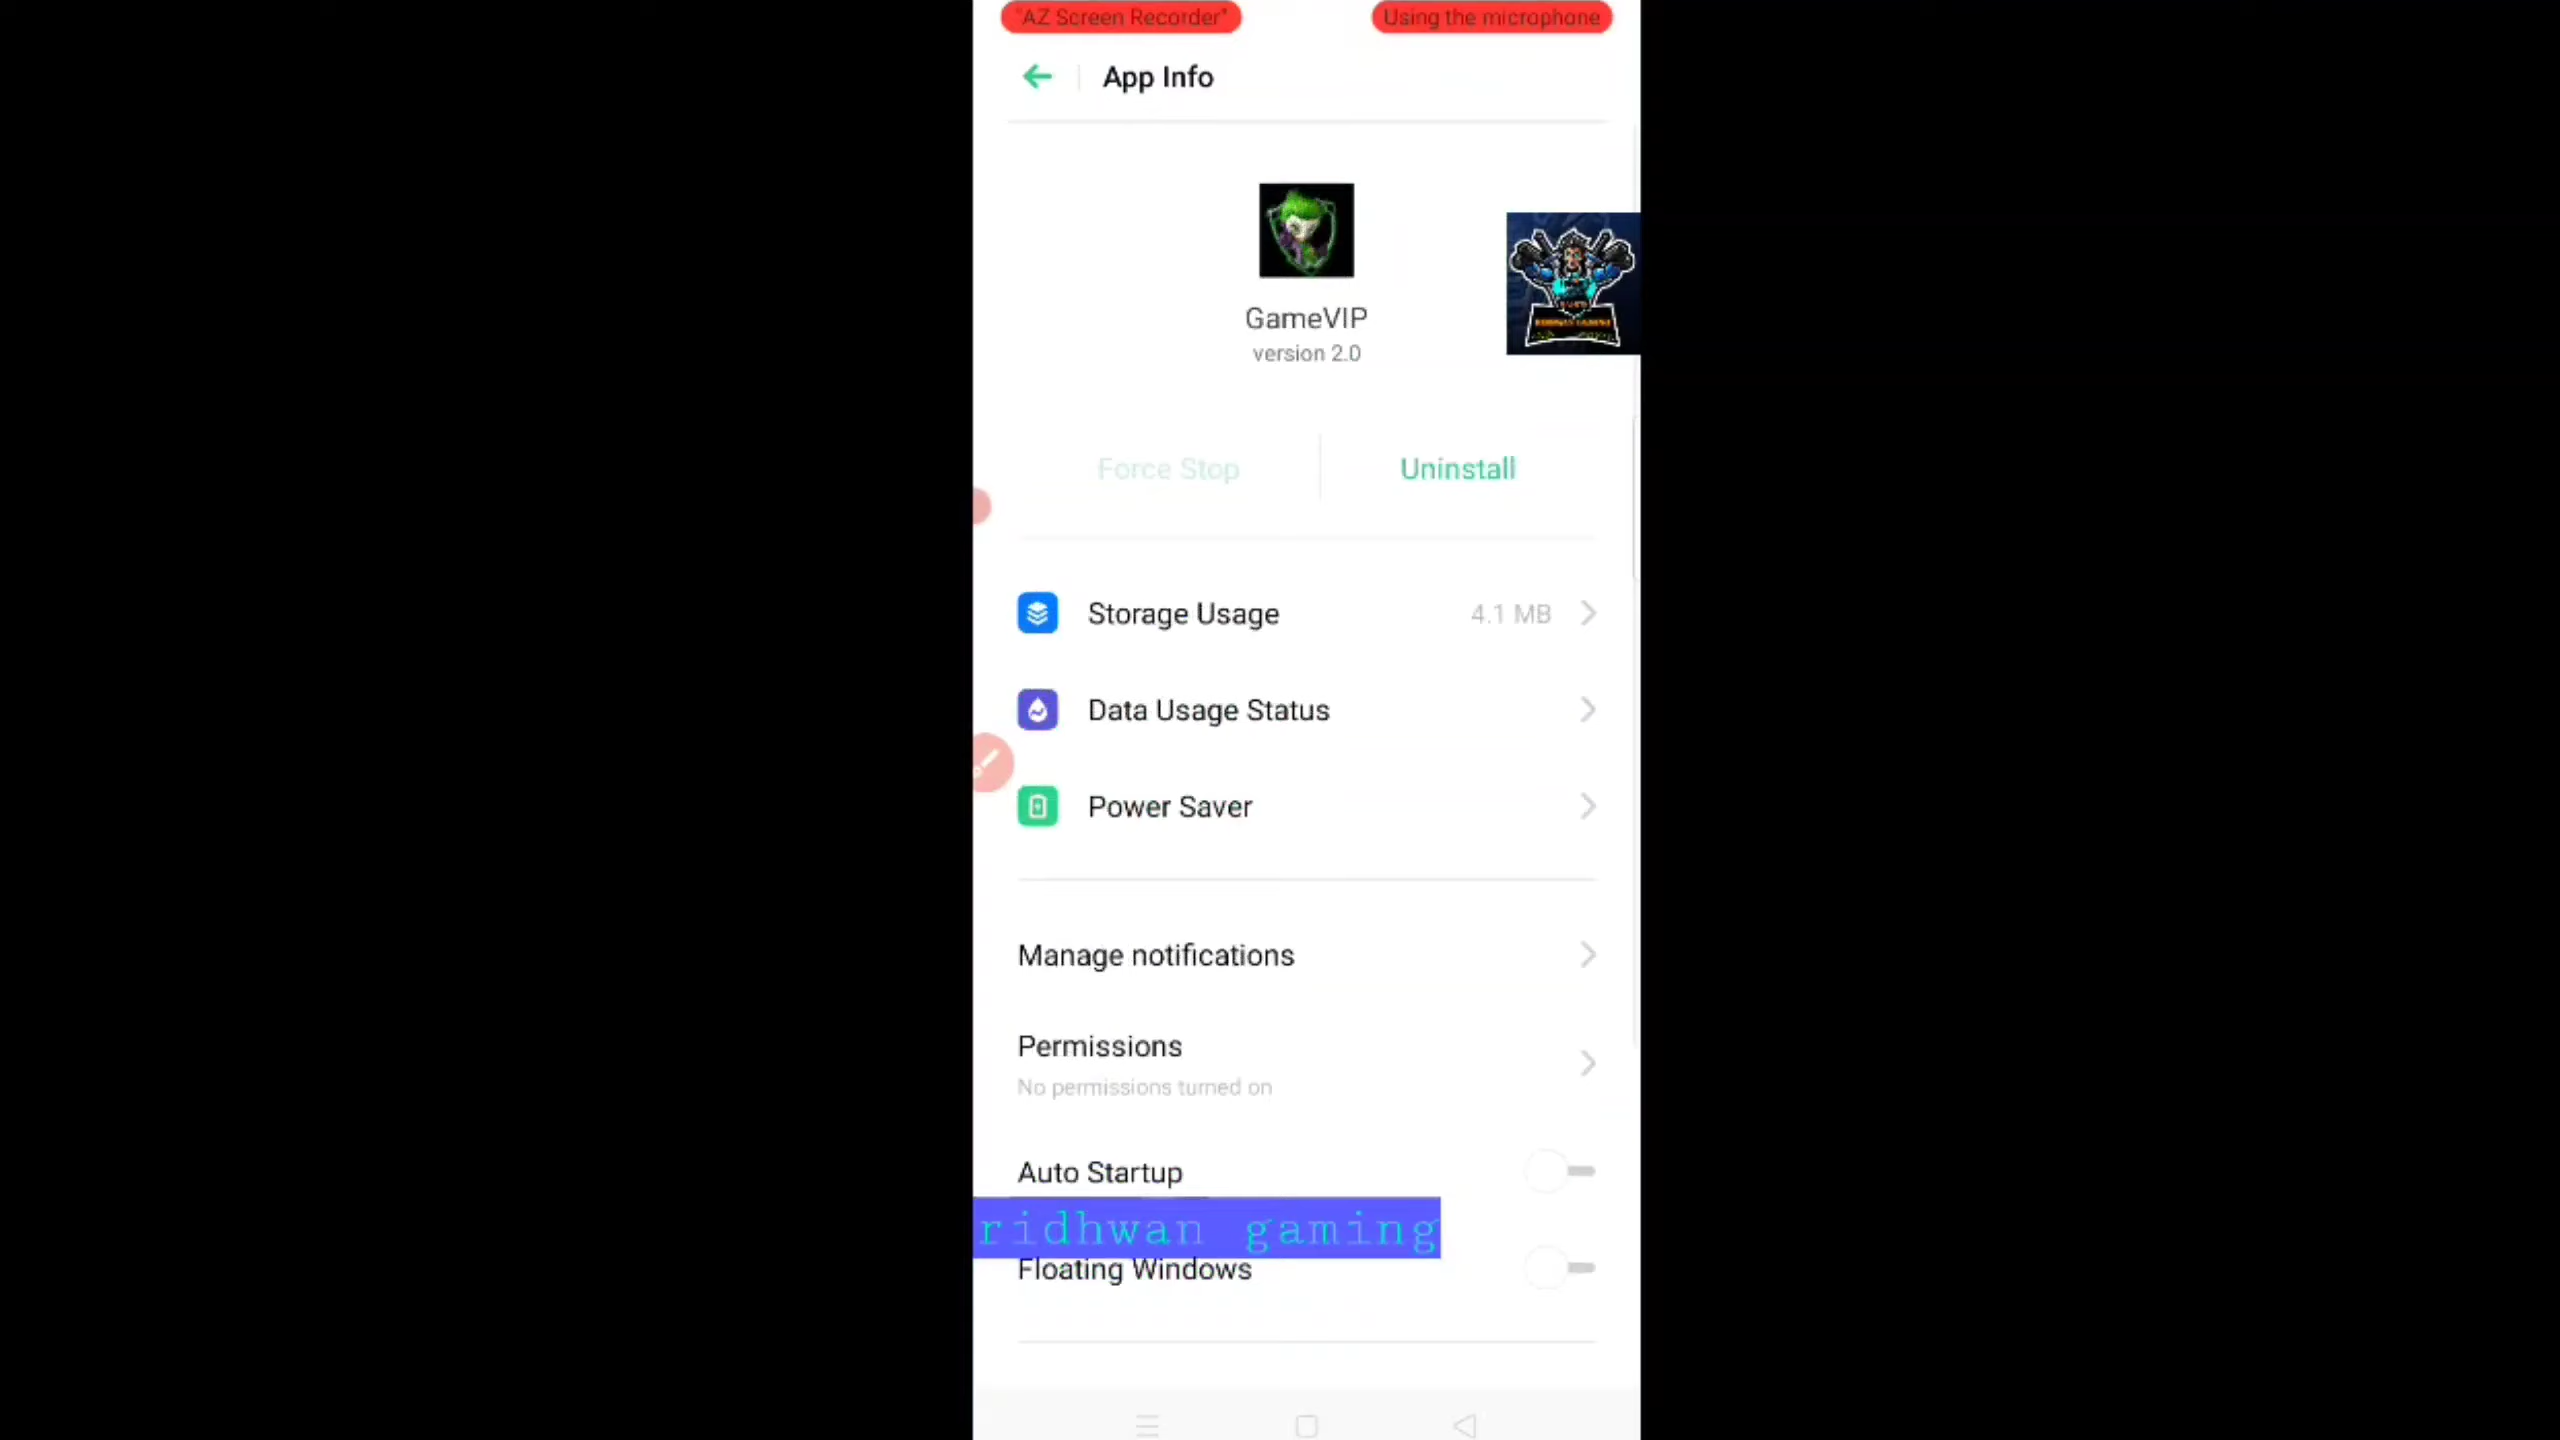 "AZ Screen Recorder"
Using the microphone
App Info
GameVIP
version 2.0
Force Stop
Uninstall
Storage Usage
4.1 MB
Data Usage Status
Power Saver
Manage notifications
Permissions
No permissions turned on
Auto Startup
ridhwan gaming
Floating Windows